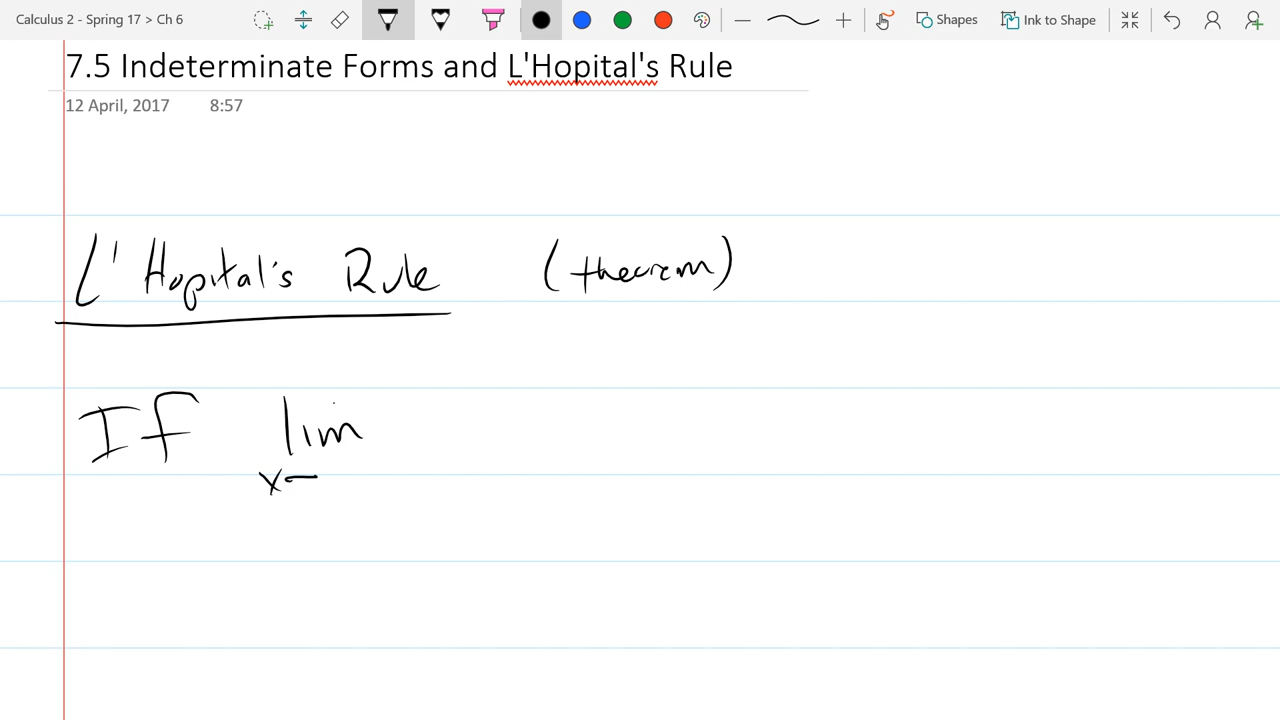 Calculus 2 - Spring 17 > Ch 6 Shapes Ink to Shape
7.5 Indeterminate Forms and L'Hopital's Rule
12 April, 2017 8:57
L'Hopital's Rule (theorem)
If lim
x-